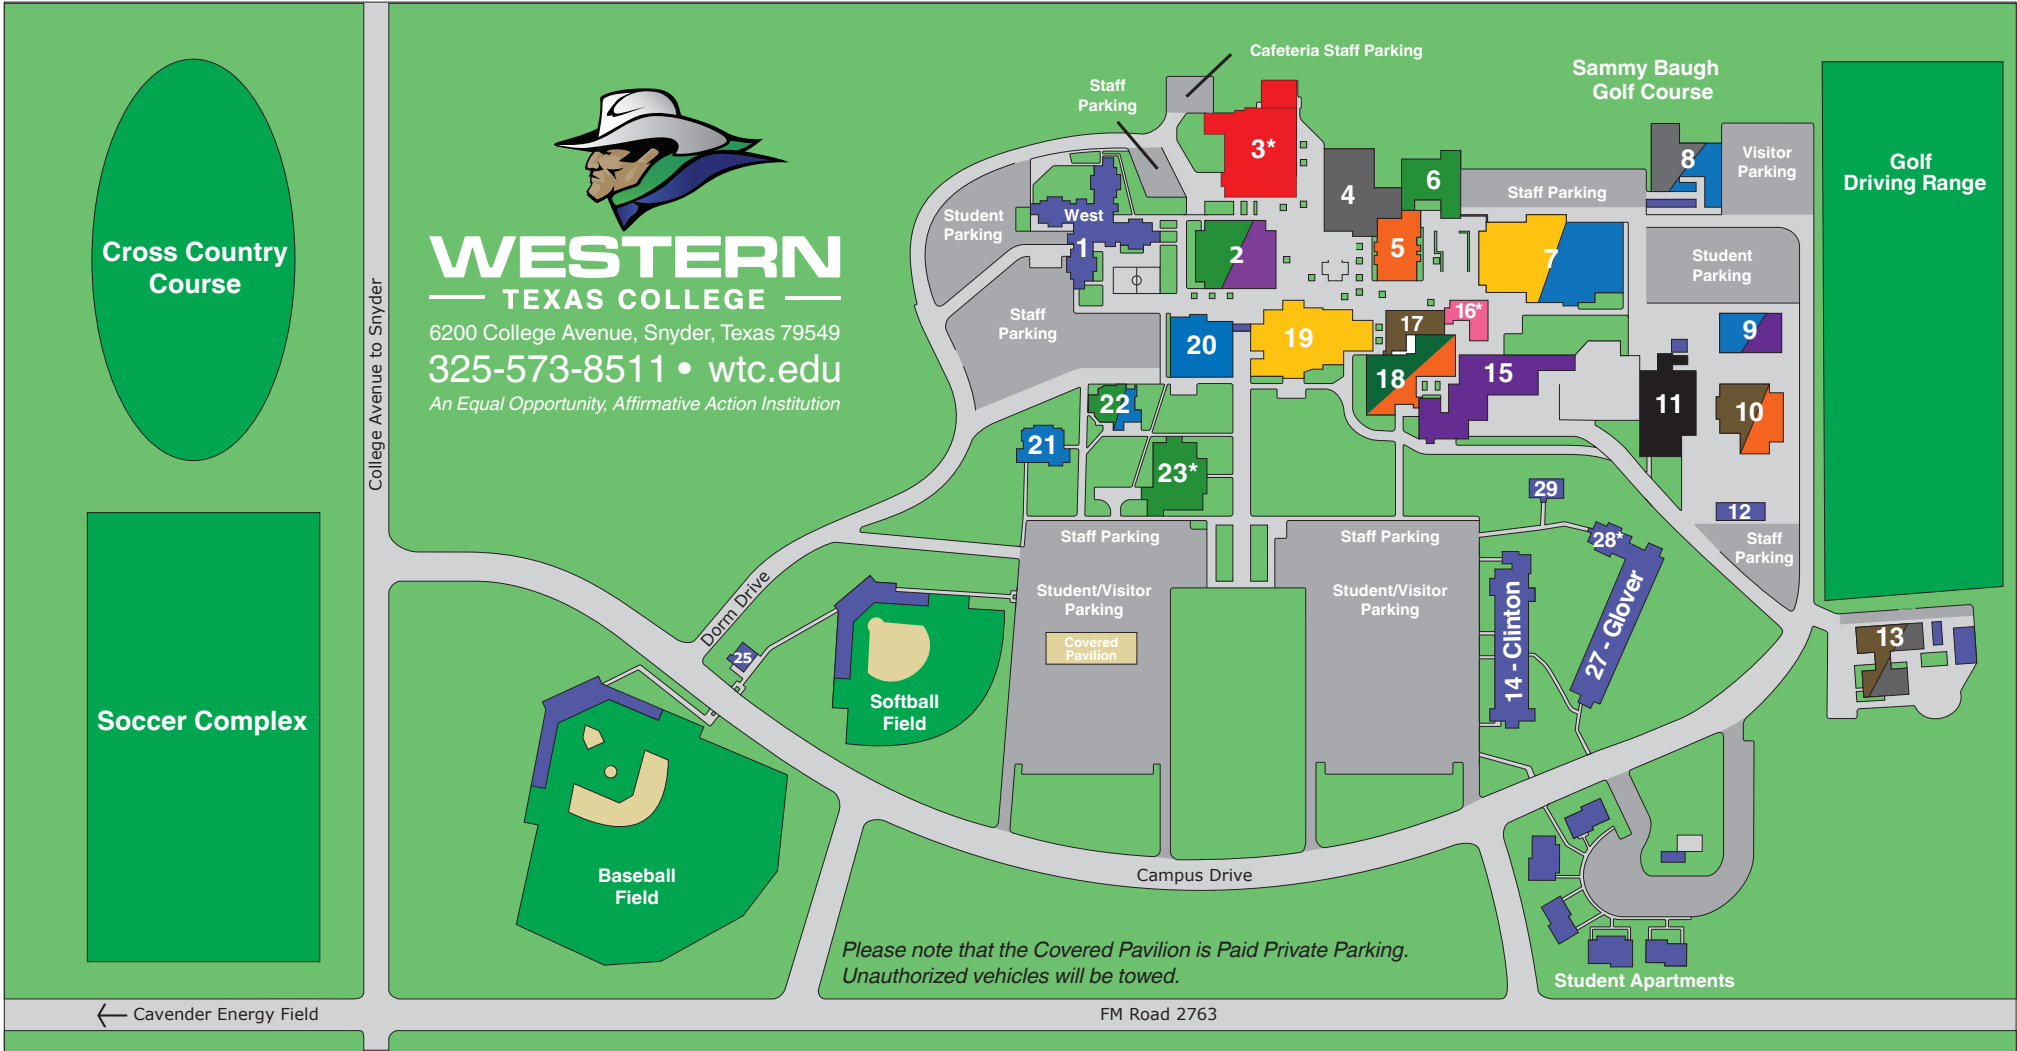 Cafeteria Staff Parking
Staff
Parking
Sammy Baugh
Golf Course
3*
4
6
8
Visitor
Parking
Golf
Driving Range
Staff Parking
Student
Parking
West
1
2
5
7
Student
Parking
Cross Country
Course
College Avenue to Snyder
WESTERN
TEXAS COLLEGE
6200 College Avenue, Snyder, Texas 79549
325-573-8511 • wtc.edu
An Equal Opportunity, Affirmative Action Institution
Staff
Parking
20
19
17
16*
18
15
11
9
10
12
Staff
Parking
22
21
23*
29
28*
Staff Parking
Student/Visitor
Parking
Covered
Pavilion
Staff Parking
Student/Visitor
Parking
14 - Clinton
27 - Glover
13
Dorm Drive
25
Softball
Field
Soccer Complex
Baseball
Field
Campus Drive
Please note that the Covered Pavilion is Paid Private Parking.
Unauthorized vehicles will be towed.
Student Apartments
Cavender Energy Field
FM Road 2763